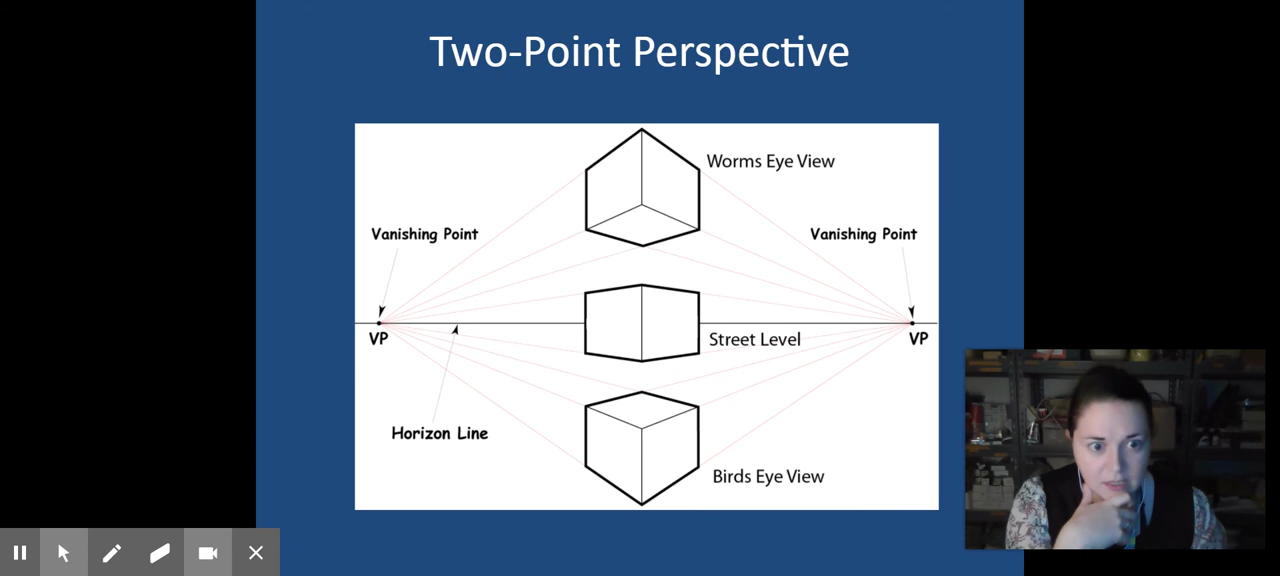 Two-Point Perspective
Worms Eye View
Vanishing Point
Vanishing Point
VP
Street Level
VP
Horizon Line
Birds Eye View